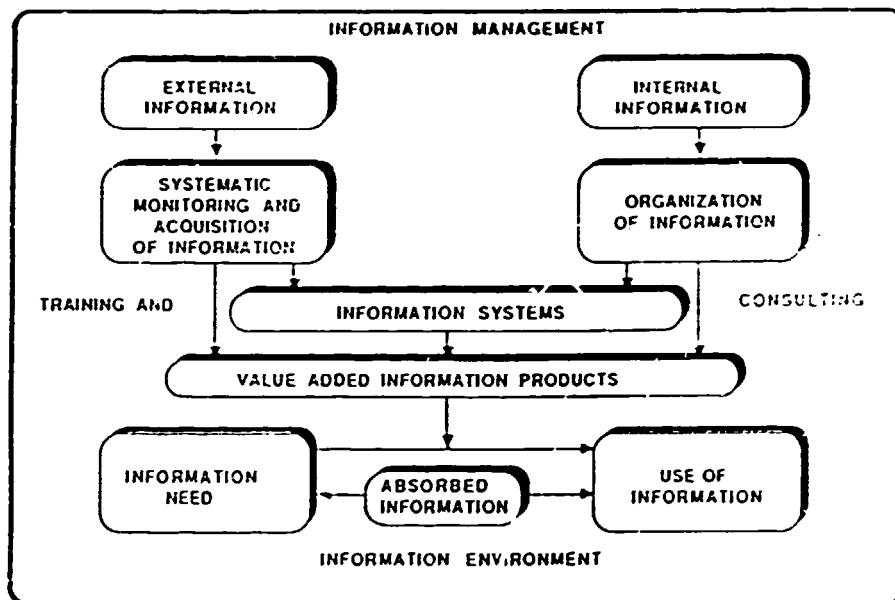 INFORMATION MANAGEMENT
EXTERNAL
INFORMATION
INTERNAL
INFORMATION
SYSTEMATIC
MONITORING AND
ACQUISITION
OF INFORMATION
ORGANIZATION
OF INFORMATION
TRAINING AND
CONSULTING
INFORMATION SYSTEMS
VALUE ADDED INFORMATION PRODUCTS
INFORMATION
NEED
ABSORBED
INFORMATION
USE OF
INFORMATION
INFORMATION ENVIRONMENT